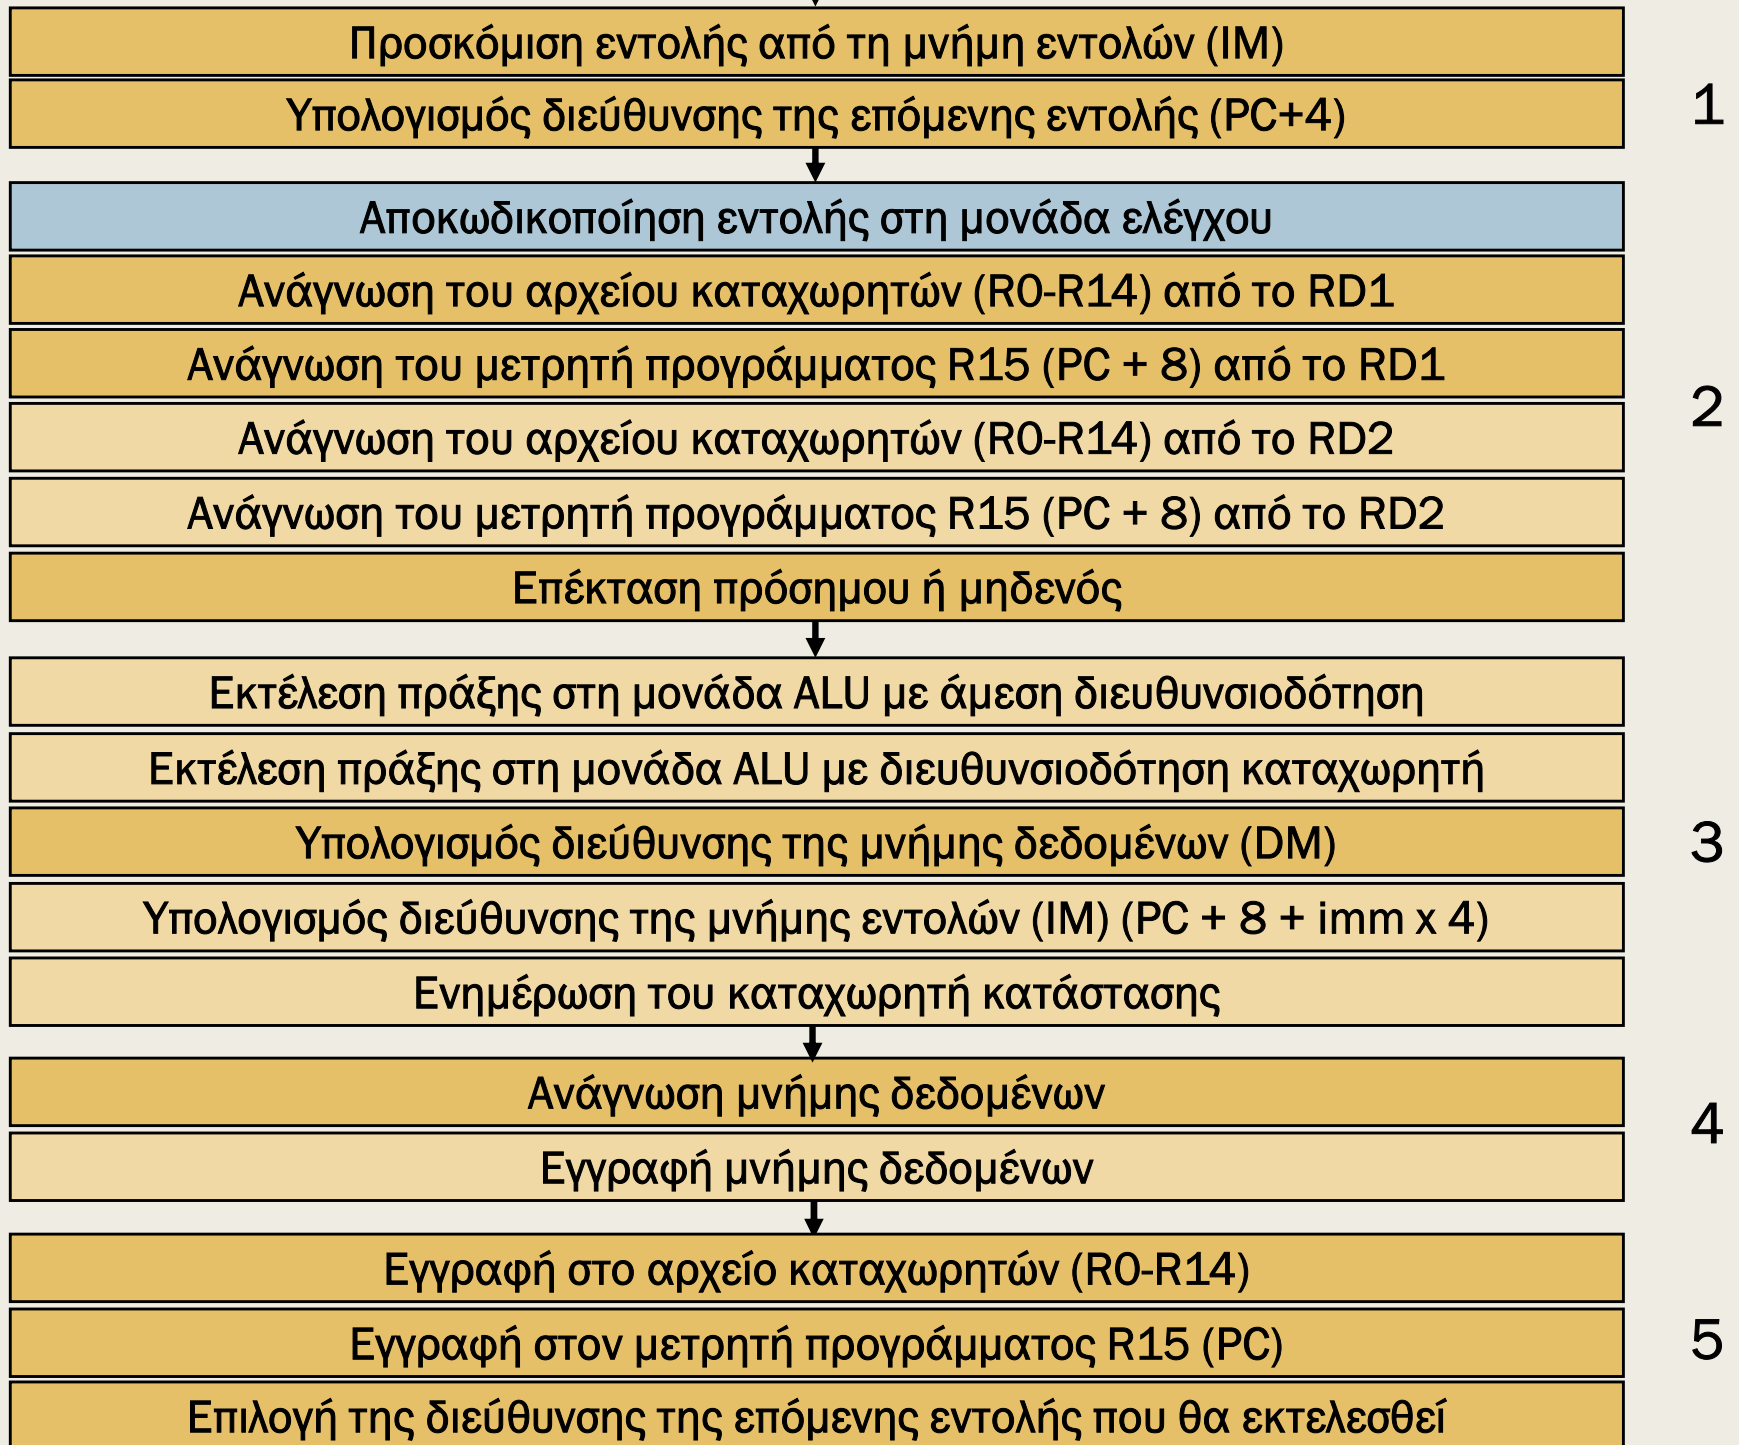 Προσκόμιση εντολής από τη μνήμη εντολών (IM)
Υπολογισμός διεύθυνσης της επόμενης εντολής (PC+4)
1
Αποκωδικοποίηση εντολής στη μονάδα ελέγχου
Ανάγνωση του αρχείου καταχωρητών (R0-R14) από το RD1
Ανάγνωση του μετρητή προγράμματος R15 (PC + 8) από το RD1
Ανάγνωση του αρχείου καταχωρητών (R0-R14) από το RD2
Ανάγνωση του μετρητή προγράμματος R15 (PC + 8) από το RD2
Επέκταση πρόσημου ή μηδενός
2
Εκτέλεση πράξης στη μονάδα ALU με άμεση διευθυνσιοδότηση
Εκτέλεση πράξης στη μονάδα ALU με διευθυνσιοδότηση καταχωρητή
Υπολογισμός διεύθυνσης της μνήμης δεδομένων (DM)
Υπολογισμός διεύθυνσης της μνήμης εντολών (IM) (PC + 8 + imm x 4)
Ενημέρωση του καταχωρητή κατάστασης
3
Ανάγνωση μνήμης δεδομένων
Εγγραφή μνήμης δεδομένων
4
Εγγραφή στο αρχείο καταχωρητών (R0-R14)
Εγγραφή στον μετρητή προγράμματος R15 (PC)
Επιλογή της διεύθυνσης της επόμενης εντολής που θα εκτελεσθεί
5